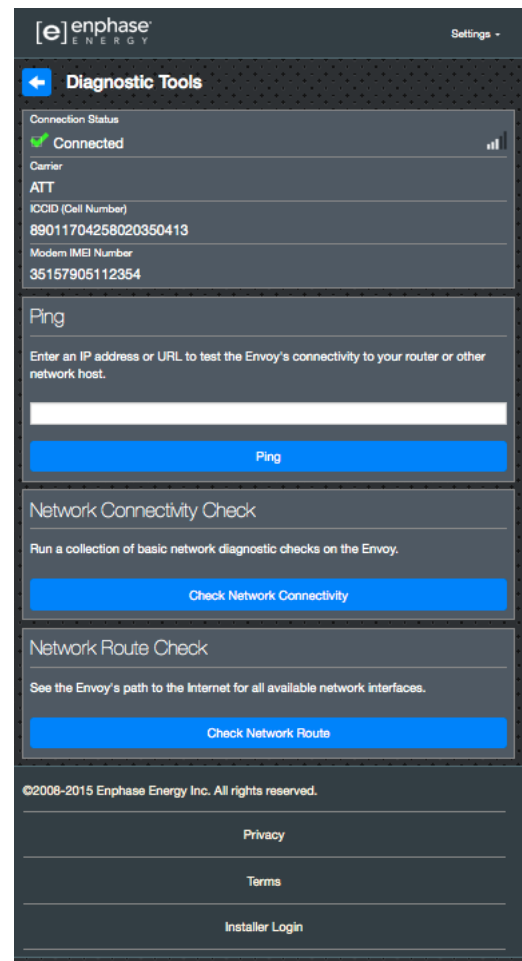 [e] enphase
ENERGY
Settings
Diagnostic Tools
Connection Status
Connected
Carrier
ATT
ICCID (Cell Number)
89011704258020350413
Modem IMEI Number
35157905112354
Ping
Enter an IP address or URL to test the Envoy's connectivity to your router or other
network host.
Ping
Network Connectivity Check
Run a collection of basic network diagnostic checks on the Envoy.
Check Network Connectivity
Network Route Check
See the Envoy's path to the Internet for all available network interfaces.
Check Network Route
©2008-2015 Enphase Energy Inc. All rights reserved.
Privacy
Terms
Installer Login